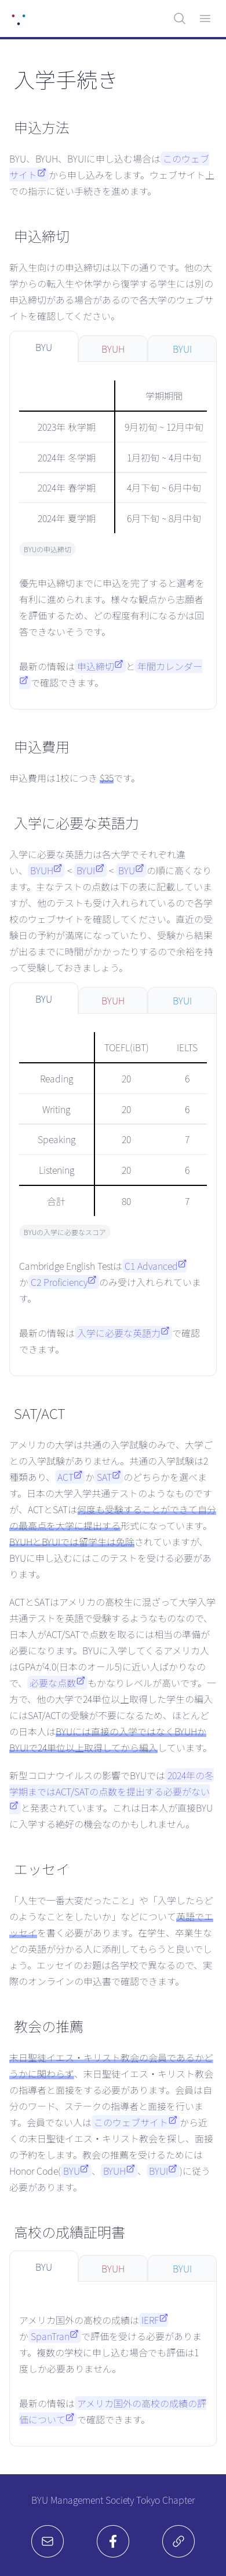 入学手続き
申込方法
BYU、BYUH、BYUIに申し込む場合は このウェブ
サイト から申し込みをします。ウェブサイト上
での指示に従い手続きを進めます。
申込締切
新入生向けの申込締切は以下の通りです。他の大
学からの転入生や休学から復学する学生には別の
申込締切がある場合があるので各大学のウェブサ
イトを確認してください。
BYU BYUH BYUI
学期期間
2023年 秋学期 9月初旬 ~ 12月中旬
2024年 冬学期 1月初旬 ~ 4月中旬
2024年 春学期 4月下旬 ~ 6月中旬
2024年 夏学期 6月下旬 ~ 8月中旬
BYUの申込締切
優先申込締切までに申込を完了すると選考を
有利に進められます。様々な観点から志願者
を評価するため、どの程度有利になるかは回
答できないそうです。
最新の情報は 申込締切 と 年間カレンダー
で確認できます。
申込費用
申込費用は1校につき $35です。
入学に必要な英語力
入学に必要な英語力は各大学でそれぞれ違
い、 BYUH < BYUI < BYU の順に高くなり
ます。主なテストの点数は下の表に記載しています
が、他のテストも受け入れられているので各学
校のウェブサイトを確認してください。直近の受
験日の予約が満席になっていたり、受験から結果
が出るまでに時間がかかったりするので余裕を持
って受験しておきましょう。
BYU BYUH BYUI
TOEFL(iBT) IELTS
Reading 20 6
Writing 20 6
Speaking 20 7
Listening 20 6
合計 80 7
BYUの入学に必要なスコア
Cambridge English Testは C1 Advanced
か C2 Proficiency のみ受け入れられていま
す。
最新の情報は 入学に必要な英語力 で確認
できます。
SAT/ACT
アメリカの大学は共通の入学試験のみで、大学ご
との入学試験がありません。共通の入学試験は2
種類あり、 ACT か SAT のどちらかを選べま
す。日本の大学入学共通テストのようなものです
が、ACTとSATは何度も受験することができて自分
の最高点を大学に提出する形式になっています。
BYUHとBYUIでは留学生は免除されていますが、
BYUに申し込むにはこのテストを受ける必要があ
ります。
ACTとSATはアメリカの高校生に混ざって大学入学
共通テストを英語で受験するようなものなので、
日本人がACT/SATで点数を取るには相当の準備が
必要になります。BYUに入学してくるアメリカ人
はGPAが4.0(日本のオール5)に近い人ばかりなの
で、 必要な点数 もかなりレベルが高いです。一
方で、他の大学で24単位以上取得した学生の編入
にはSAT/ACTの受験が不要になるため、ほとんど
の日本人はBYUには直接の入学ではなくBYUHか
BYUIで24単位以上取得してから編入しています。
新型コロナウイルスの影響でBYUでは 2024年の冬
学期まではACT/SATの点数を提出する必要がない
と発表されています。これは日本人が直接BYU
に入学する絶好の機会なのかもしれません。
エッセイ
「人生で一番大変だったこと」や「入学したらど
のようなことをしたいか」などについて英語でエ
ッセイを書く必要があります。在学生、卒業生な
どの英語が分かる人に添削してもらうと良いでし
ょう。エッセイのお題は各学校で異なるので、実
際のオンラインの申込書で確認できます。
教会の推薦
末日聖徒イエス・キリスト教会の会員であるかど
うかに関わらず、末日聖徒イエス・キリスト教会
の指導者と面接をする必要があります。会員は自
分のワード、ステークの指導者と面接を行いま
す。会員でない人は このウェブサイト から近
くの末日聖徒イエス・キリスト教会を探し、面接
の予約をします。教会の推薦を受けるためには
Honor Code( BYU 、 BYUH 、 BYUI )に従う
必要があります。
高校の成績証明書
BYU BYUH BYUI
アメリカ国外の高校の成績は IERF
か SpanTran で評価を受ける必要がありま
す。複数の学校に申し込む場合でも評価は1
度しか必要ありません。
最新の情報は アメリカ国外の高校の成績の評
価について で確認できます。
BYU Management Society Tokyo Chapter